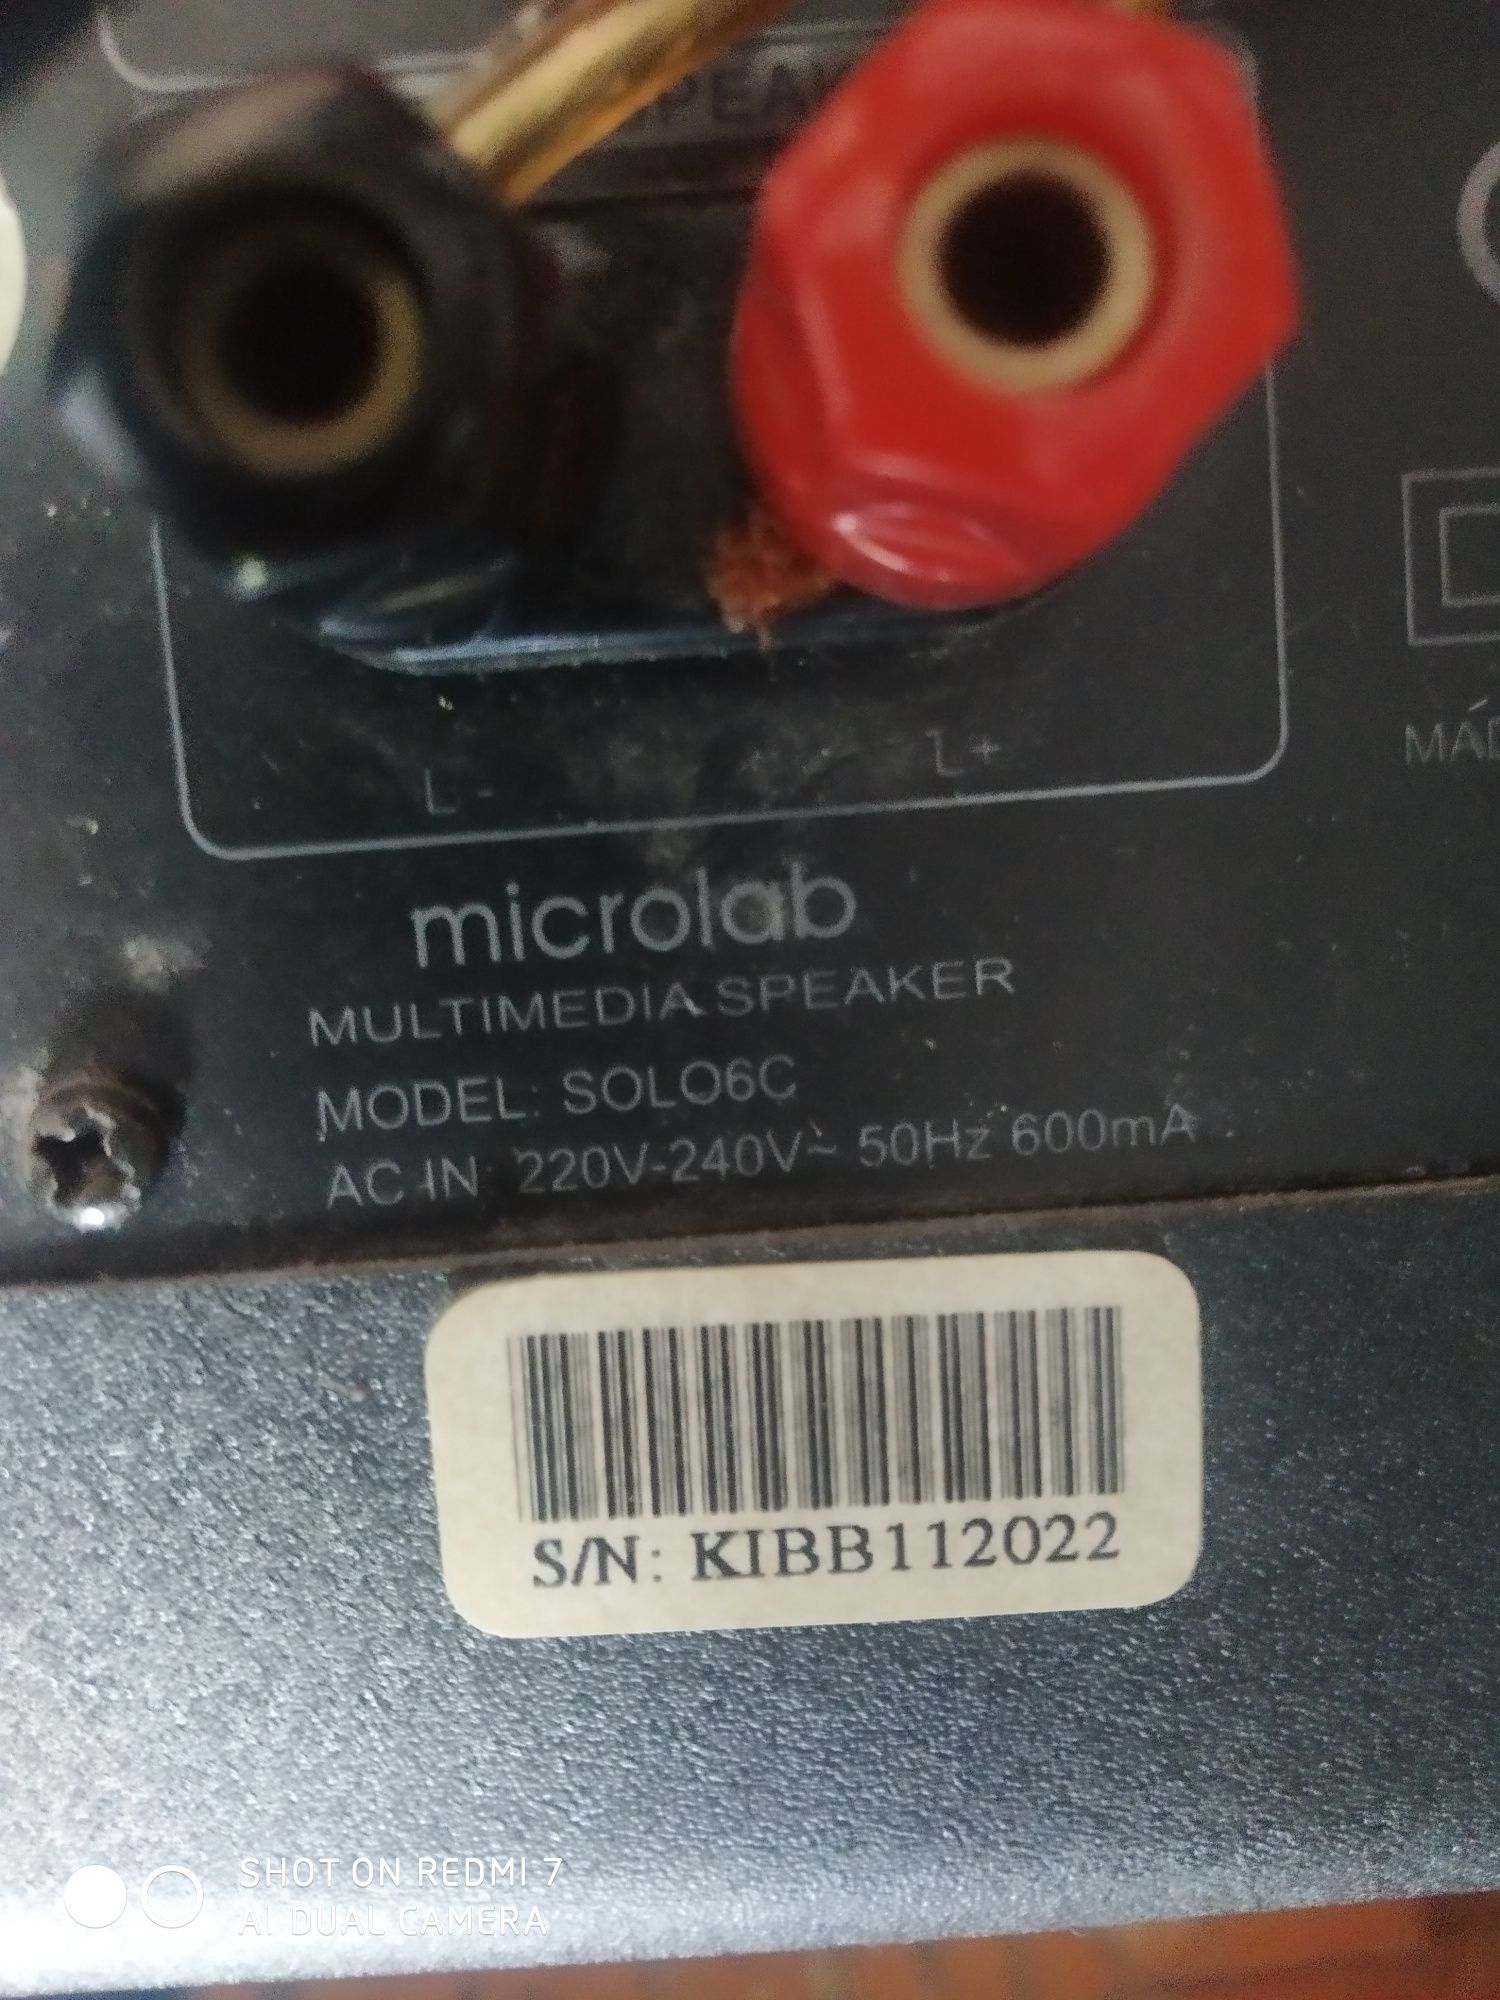 L- L+
microlab
MULTIMEDIA SPEAKER
MODEL: SOLO6C
AC-IN: 220V-240V~ 50Hz 600mA
S/N: KIBB112022
SHOT ON REDMI 7
AI DUAL CAMERA